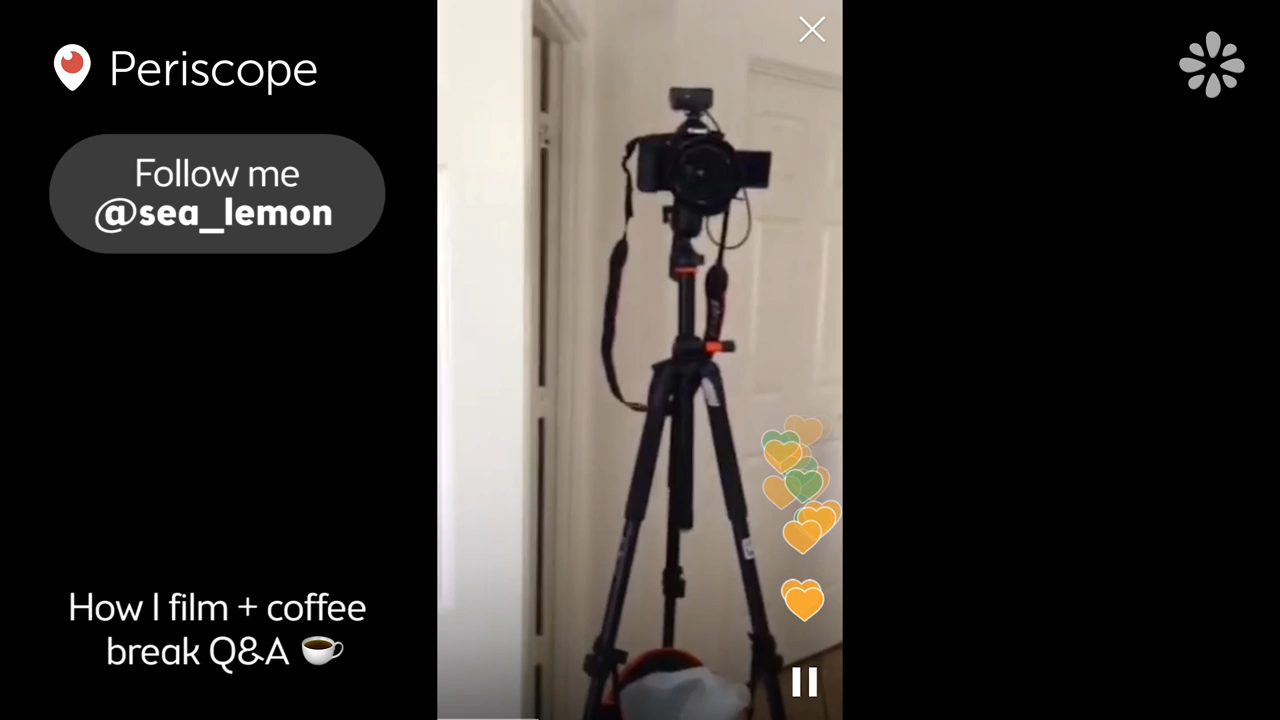 Periscope
Follow me
@sea_lemon
How I film + coffee
break Q&A ☕